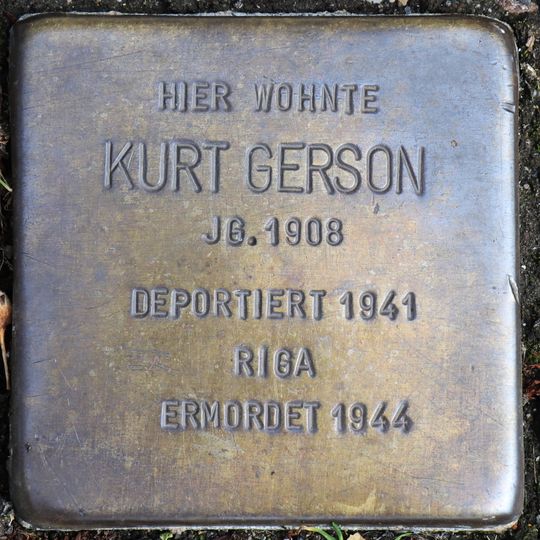 HIER WOHNTE
KURT GERSON
JG. 1908
DEPORTIERT 1941
RIGA
ERMORDET 1944